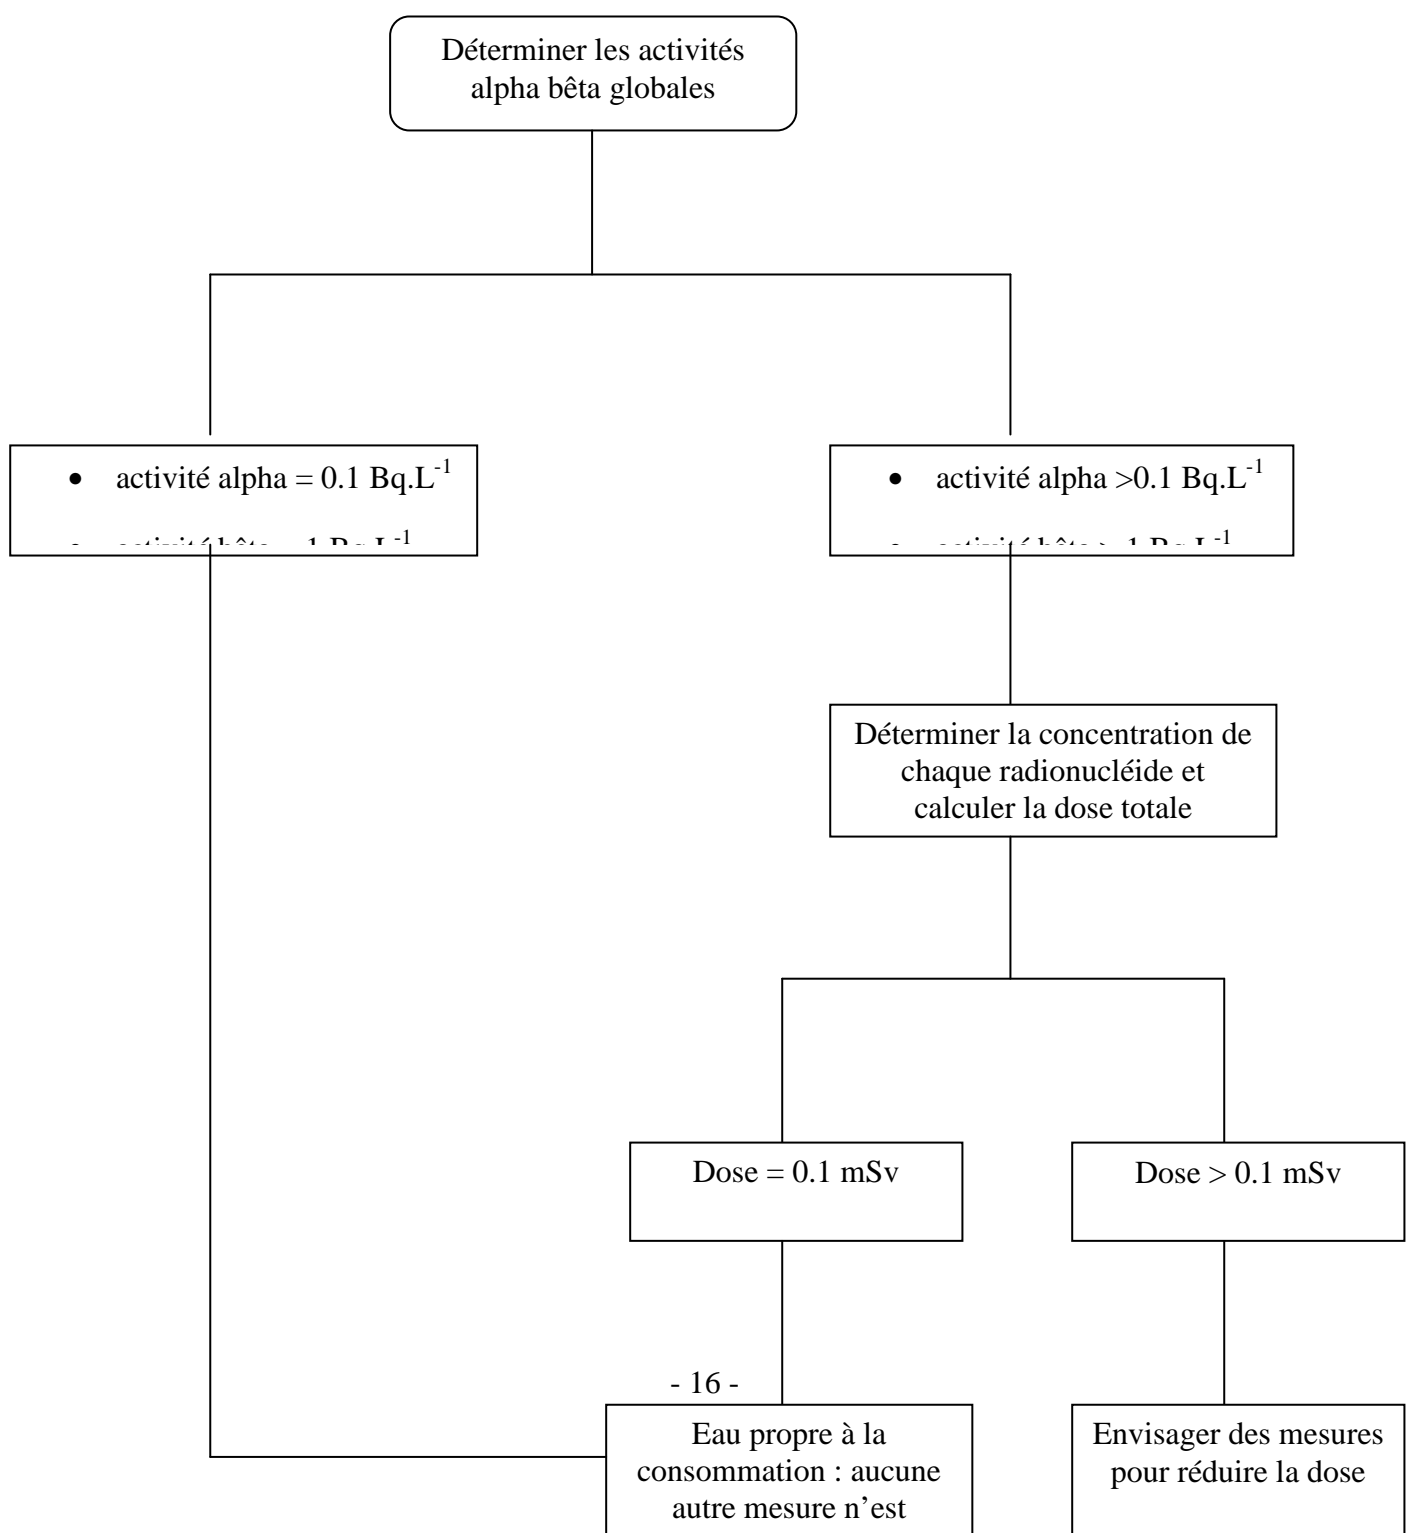 Déterminer les activités
alpha bêta globales
• activité alpha = 0.1 Bq.L-1
• activité alpha >0.1 Bq.L-1
Déterminer la concentration de
chaque radionucléide et
calculer la dose totale
Dose = 0.1 mSv
Dose > 0.1 mSv
- 16 -
Eau propre à la
consommation : aucune
autre mesure n’est
Envisager des mesures
pour réduire la dose